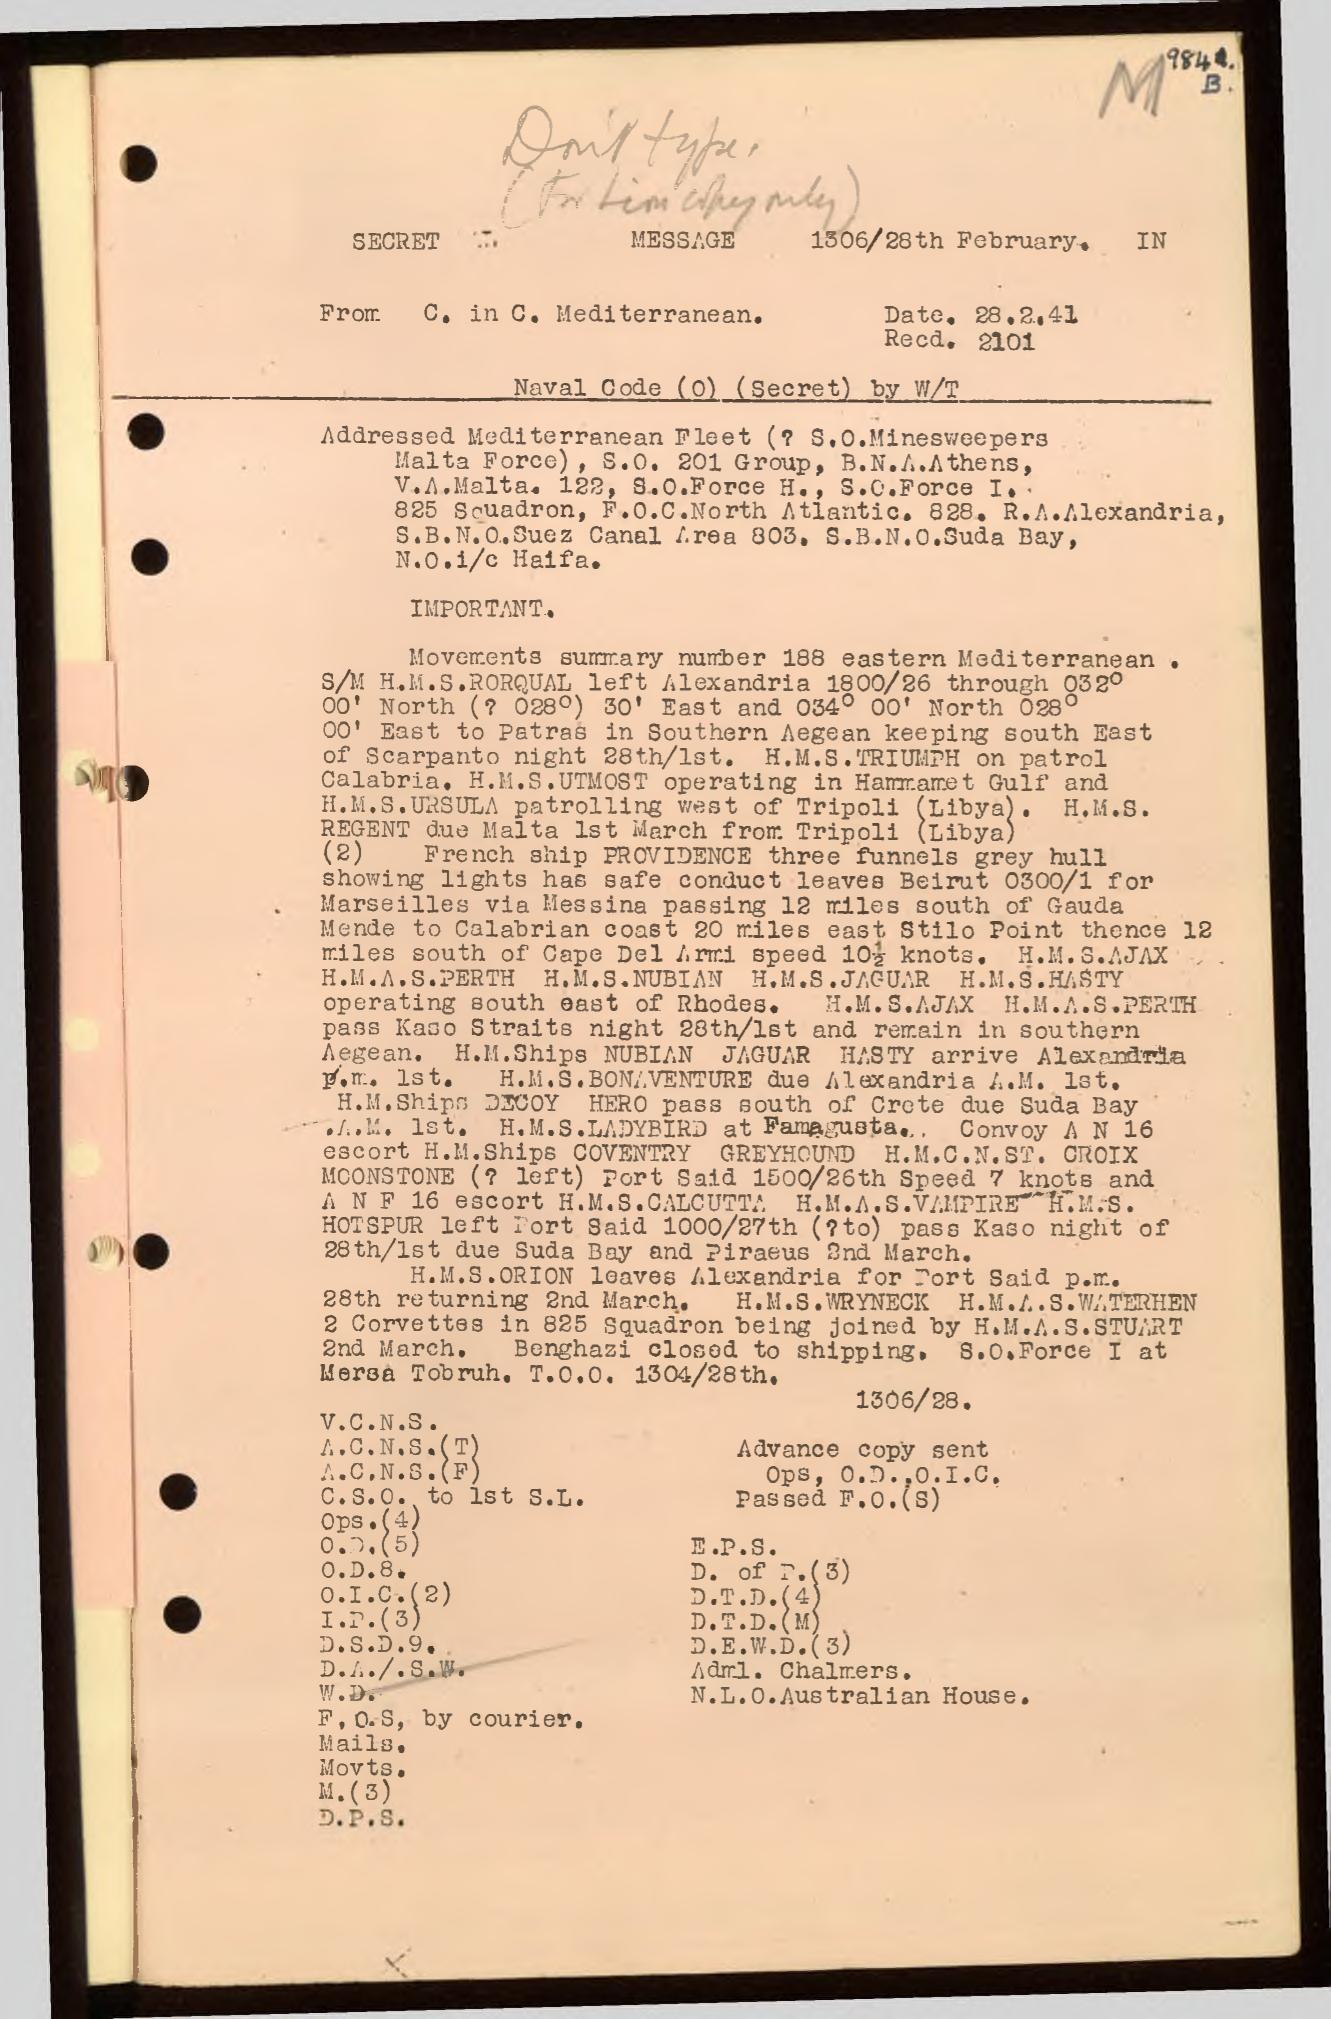 984A.
M B.
Don't type.
(For Lion copy only)
SECRET MESSAGE 1306/28th February. IN
From C. in C. Mediterranean. Date. 28.2.41
Recd. 2101
Naval Code (0) (Secret) by W/T
Addressed Mediterranean Fleet (? S.O.Minesweepers
Malta Force), S.O. 201 Group, B.N.A.Athens,
V.A.Malta. 122, S.O.Force H., S.O.Force I.
825 Squadron, F.O.C.North Atlantic. 828. R.A.Alexandria,
S.B.N.O.Suez Canal Area 803. S.B.N.O.Suda Bay,
N.O.i/c Haifa.
IMPORTANT.
Movements summary number 188 eastern Mediterranean .
S/M H.M.S.RORQUAL left Alexandria 1800/26 through 032°
00' North (? 028°) 30' East and 034° 00' North 028°
00' East to Patras in Southern Aegean keeping south East
of Scarpanto night 28th/1st. H.M.S.TRIUMPH on patrol
Calabria. H.M.S.UTMOST operating in Hammamet Gulf and
H.M.S.URSULA patrolling west of Tripoli (Libya). H.M.S.
REGENT due Malta 1st March from Tripoli (Libya)
(2) French ship PROVIDENCE three funnels grey hull
showing lights has safe conduct leaves Beirut 0300/1 for
Marseilles via Messina passing 12 miles south of Gauda
Mende to Calabrian coast 20 miles east Stilo Point thence 12
miles south of Cape Del Armi speed 10½ knots. H.M.S.AJAX
H.M.A.S.PERTH H.M.S.NUBIAN H.M.S.JAGUAR H.M.S.HASTY
operating south east of Rhodes. H.M.S.AJAX H.M.A.S.PERTH
pass Kaso Straits night 28th/1st and remain in southern
Aegean. H.M.Ships NUBIAN JAGUAR HASTY arrive Alexandria
p.m. 1st. H.M.S.BONAVENTURE due Alexandria A.M. 1st.
H.M.Ships DECOY HERO pass south of Crete due Suda Bay
.A.M. 1st. H.M.S.LADYBIRD at Famagusta... Convoy A N 16
escort H.M.Ships COVENTRY GREYHOUND H.M.C.N.ST. CROIX
MOONSTONE (? left) Port Said 1500/26th Speed 7 knots and
A N F 16 escort H.M.S.CALCUTTA H.M.A.S.VAMPIRE H.M.S.
HOTSPUR left Port Said 1000/27th (?to) pass Kaso night of
28th/1st due Suda Bay and Piraeus 2nd March.
H.M.S.ORION leaves Alexandria for Port Said p.m.
28th returning 2nd March. H.M.S.WRYNECK H.M.A.S.WATERHEN
2 Corvettes in 825 Squadron being joined by H.M.A.S.STUART
2nd March. Benghazi closed to shipping. S.O.Force I at
Mersa Tobruh. T.O.O. 1304/28th.
1306/28.
V.C.N.S.
A.C.N.S.(T) Advance copy sent
A.C.N.S.(F) Ops, O.D.,O.I.C.
C.S.O. to 1st S.L. Passed F.O.(S)
Ops.(4)
O.D.(5) E.P.S.
O.D.8. D. of P.(3)
O.I.C.(2) D.T.D.(4)
I.P.(3) D.T.D.(M)
D.S.D.9. D.E.W.D.(3)
D.A./.S.W. Adml. Chalmers.
W.D. N.L.O.Australian House.
F,O.S, by courier.
Mails.
Movts.
M.(3)
D.P.S.